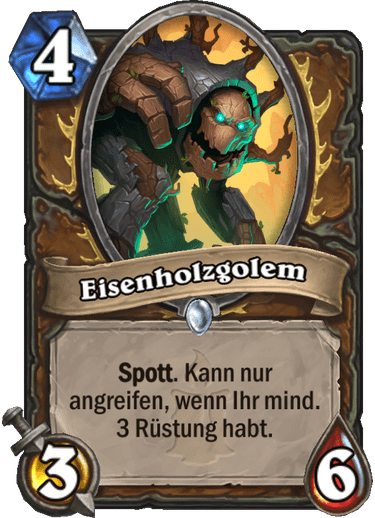 4
Eisenholzgolem
Spott. Kann nur
angreifen, wenn Ihr mind.
3 Rüstung habt.
3
6